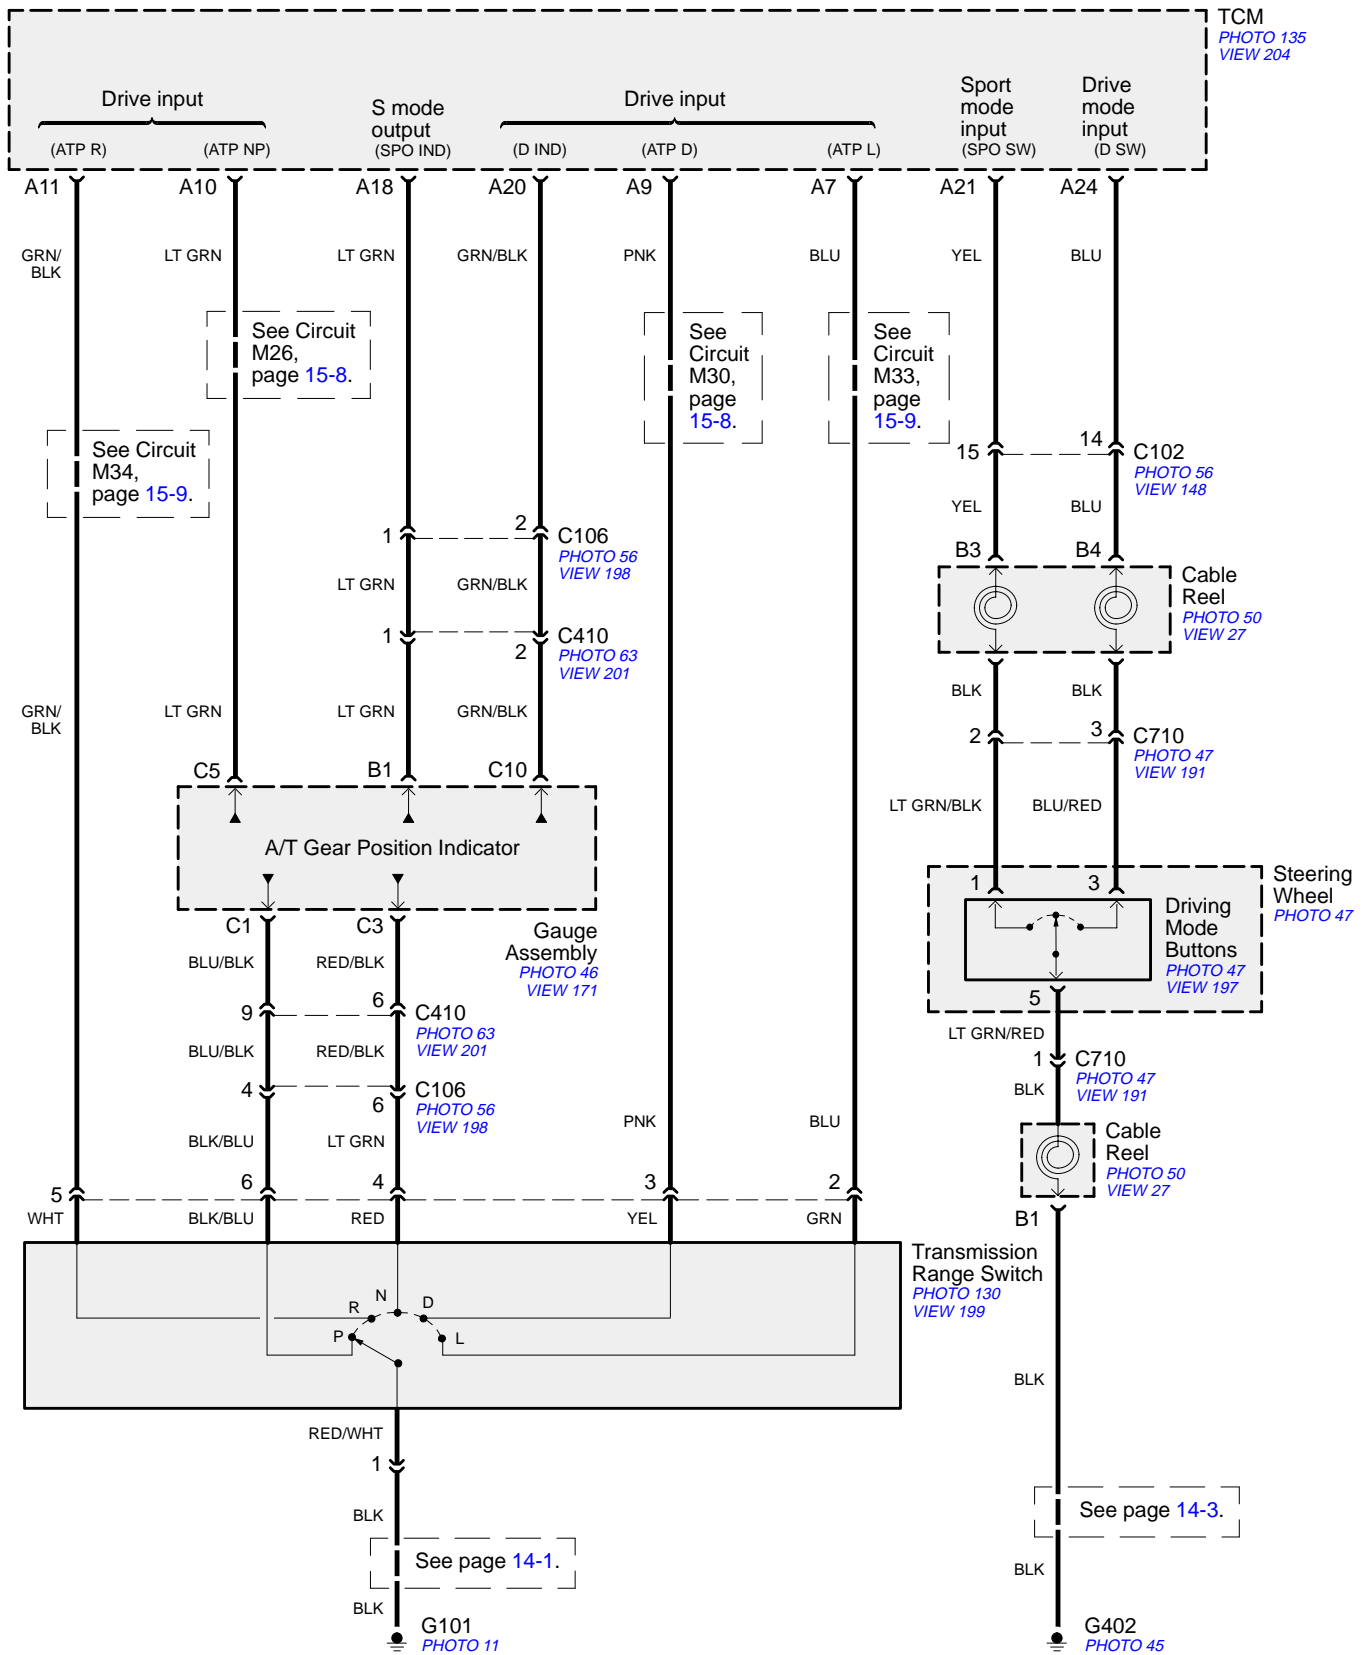 TCM
PHOTO 135
VIEW 204
Drive input
S mode
output
Drive input
Sport
mode
input
Drive
mode
input
(ATP R)
(ATP NP)
(SPO IND)
(D IND)
(ATP D)
(ATP L)
(SPO SW)
(D SW)
A11
A10
A18
A20
A9
A7
A21
A24
GRN/
BLK
LT GRN
LT GRN
GRN/BLK
PNK
BLU
YEL
BLU
See Circuit
M26,
page 15-8.
See
Circuit
M30,
page
15-8.
See
Circuit
M33,
page
15-9.
See Circuit
M34,
page 15-9.
15
14
C102
PHOTO 56
VIEW 148
YEL
BLU
1
2
C106
PHOTO 56
VIEW 198
B3
B4
Cable
Reel
PHOTO 50
VIEW 27
LT GRN
GRN/BLK
1
2
C410
PHOTO 63
VIEW 201
BLK
BLK
GRN/
BLK
LT GRN
LT GRN
GRN/BLK
2
3
C710
PHOTO 47
VIEW 191
C5
B1
C10
LT GRN/BLK
BLU/RED
A/T Gear Position Indicator
1
3
Steering
Wheel
PHOTO 47
Driving
Mode
Buttons
PHOTO 47
VIEW 197
C1
C3
Gauge
Assembly
PHOTO 46
VIEW 171
BLU/BLK
RED/BLK
5
9
6
C410
PHOTO 63
VIEW 201
LT GRN/RED
BLU/BLK
RED/BLK
1
C710
PHOTO 47
VIEW 191
BLK
4
6
C106
PHOTO 56
VIEW 198
PNK
BLU
Cable
Reel
PHOTO 50
VIEW 27
BLK/BLU
LT GRN
5
6
4
3
2
WHT
BLK/BLU
RED
YEL
GRN
B1
Transmission
Range Switch
PHOTO 130
VIEW 199
P
R
N
D
L
BLK
RED/WHT
1
BLK
See page 14-1.
See page 14-3.
BLK
BLK
G101
PHOTO 11
G402
PHOTO 45